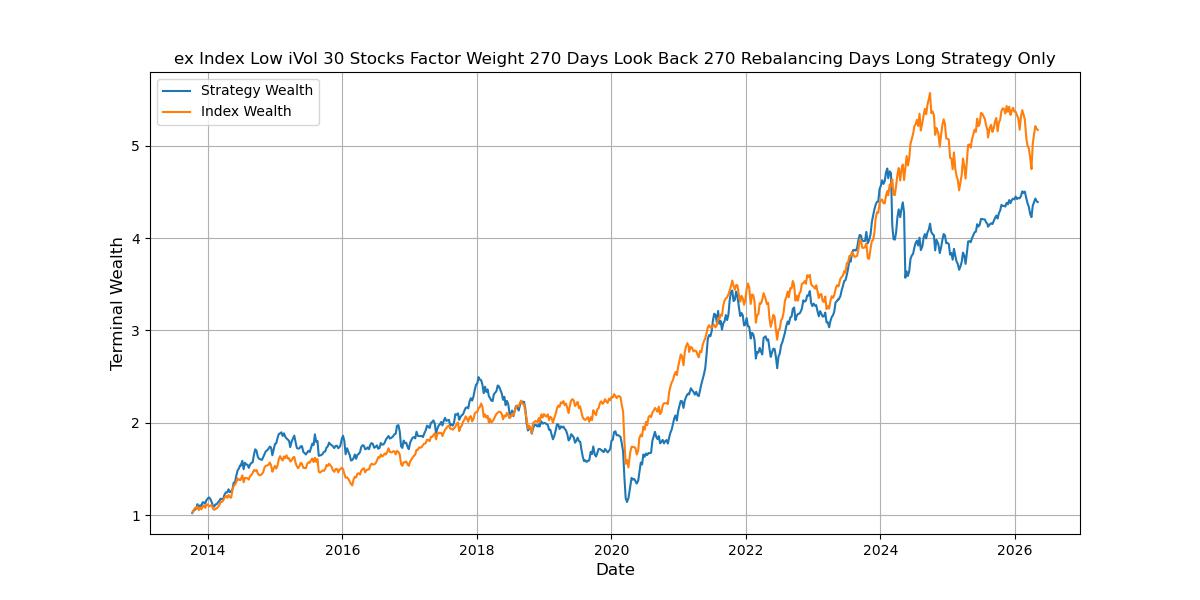 ex Index Low iVol 30 Stocks Factor Weight 270 Days Look Back 270 Rebalancing Days Long Strategy Only
Strategy Wealth
Index Wealth
Terminal Wealth
5
4
3
2
1
2014 2016 2018 2020 2022 2024 2026
Date